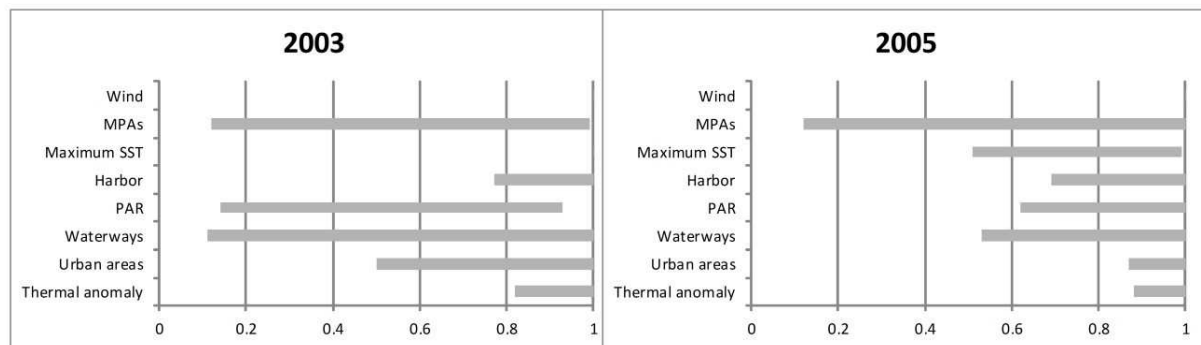 2003
Wind
MPAs
Maximum SST
Harbor
PAR
Waterways
Urban areas
Thermal anomaly
0 0.2 0.4 0.6 0.8 1
2005
Wind
MPAs
Maximum SST
Harbor
PAR
Waterways
Urban areas
Thermal anomaly
0 0.2 0.4 0.6 0.8 1